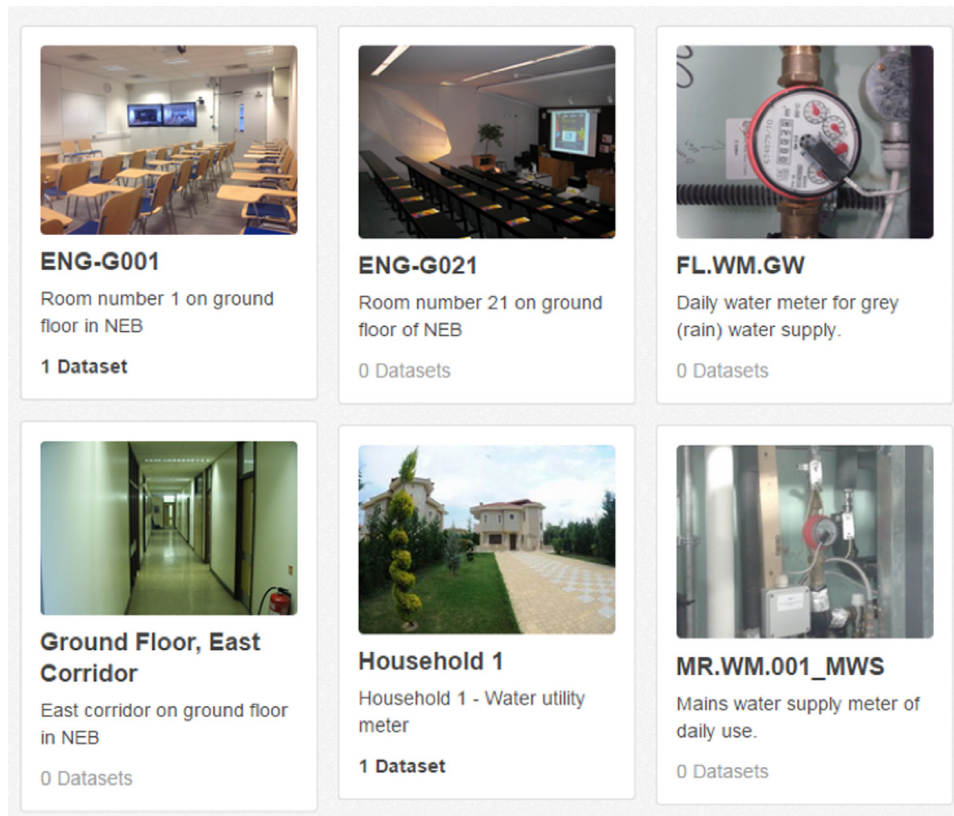 ENG-G001
Room number 1 on ground
floor in NEB
1 Dataset
ENG-G021
Room number 21 on ground
floor of NEB
0 Datasets
FL.WM.GW
Daily water meter for grey
(rain) water supply.
0 Datasets
Ground Floor, East
Corridor
East corridor on ground floor
in NEB
0 Datasets
Household 1
Household 1 - Water utility
meter
1 Dataset
MR.WM.001_MWS
Mains water supply meter of
daily use.
0 Datasets